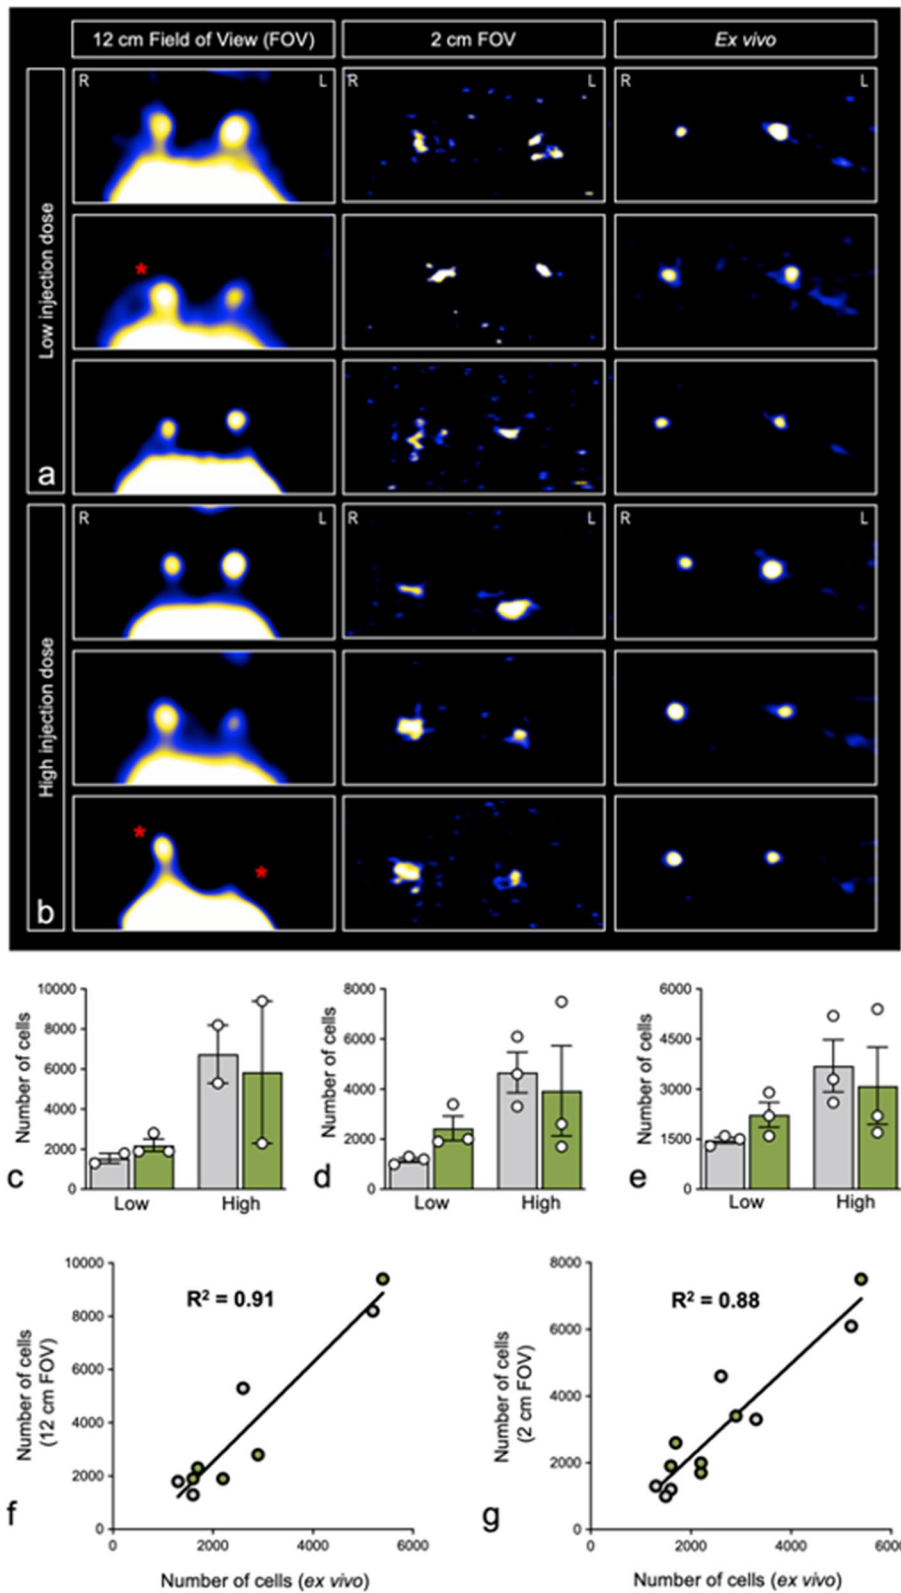 12 cm Field of View (FOV)
2 cm FOV
Ex vivo
R L
R L
R L
Low injection dose
*
a
R L
R L
R L
High injection dose
*
*
b
10000
8000
6000
4000
2000
0
Number of cells
Low High
c
8000
6000
4000
2000
0
Number of cells
Low High
d
6000
4500
3000
1500
0
Number of cells
Low High
e
10000
8000
6000
4000
2000
0
Number of cells
(12 cm FOV)
R² = 0.91
0 2000 4000 6000
Number of cells (ex vivo)
f
8000
6000
4000
2000
0
Number of cells
(2 cm FOV)
R² = 0.88
0 2000 4000 600
Number of cells (ex vivo)
g